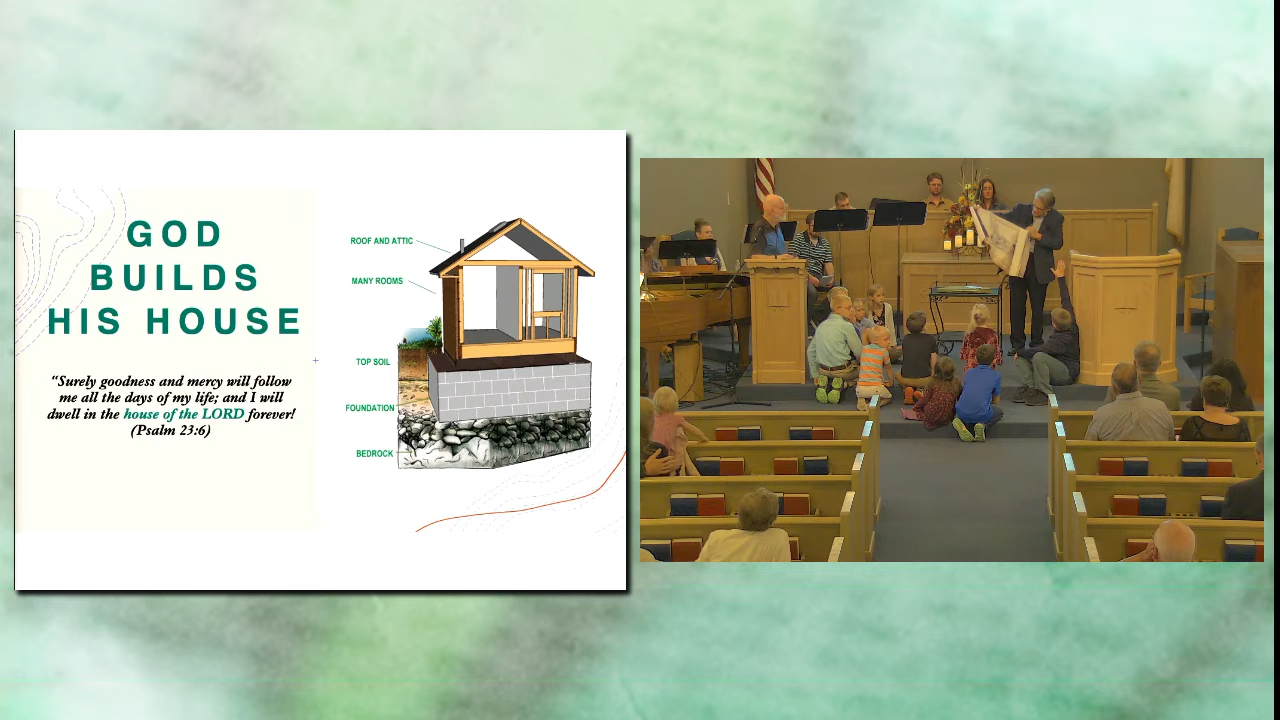 GOD
BUILDS
HIS HOUSE
“Surely goodness and mercy will follow
me all the days of my life; and I will
dwell in the house of the LORD forever!
(Psalm 23:6)
ROOF AND ATTIC
MANY ROOMS
TOP SOIL
FOUNDATION
BEDROCK